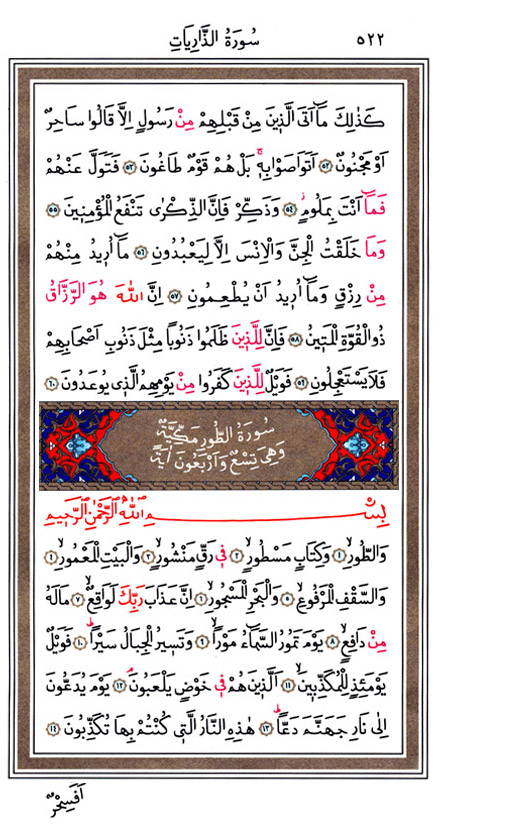 ٥٢٢ سُورَةُ الذَّارِيَاتِ
كَذٰلِكَ مَٓا اَتَى الَّذ۪ينَ مِنْ قَبْلِهِمْ مِنْ رَسُولٍ اِلَّا قَالُوا سَاحِرٌ
اَوْ مَجْنُونٌ ﴿٥٢﴾ اَتَوَاصَوْا بِه۪ۚ بَلْ هُمْ قَوْمٌ طَاغُونَ ﴿٥٣﴾ فَتَوَلَّ عَنْهُمْ
فَمَٓا اَنْتَ بِمَلُومٍۘ ﴿٥٤﴾ وَذَكِّرْ فَاِنَّ الذِّكْرٰى تَنْفَعُ الْمُؤْمِن۪ينَ ﴿٥٥﴾
وَمَا خَلَقْتُ الْجِنَّ وَالْاِنْسَ اِلَّا لِيَعْبُدُونِ ﴿٥٦﴾ مَٓا اُر۪يدُ مِنْهُمْ
مِنْ رِزْقٍ وَمَٓا اُر۪يدُ اَنْ يُطْعِمُونِ ﴿٥٧﴾ اِنَّ اللّٰهَ هُوَ الرَّزَّاقُ
ذُو الْقُوَّةِ الْمَت۪ينُ ﴿٥٨﴾ فَاِنَّ لِلَّذ۪ينَ ظَلَمُوا ذَنُوبًا مِثْلَ ذَنُوبِ اَصْحَابِهِمْ
فَلَا يَسْتَعْجِلُونِ ﴿٥٩﴾ فَوَيْلٌ لِلَّذ۪ينَ كَفَرُوا مِنْ يَوْمِهِمُ الَّذ۪ي يُوعَدُونَ ﴿٦٠﴾
سُورَةُ الطُّورِ مَكِّيَّةٌ
وَهِيَ تِسْعٌ وَاَرْبَعُونَ اٰيَةً
بِسْمِ اللّٰهِ الرَّحْمٰنِ الرَّح۪يمِ
وَالطُّورِۙ ﴿١﴾ وَكِتَابٍ مَسْطُورٍۙ ﴿٢﴾ ف۪ي رَقٍّ مَنْشُورٍۙ ﴿٣﴾ وَالْبَيْتِ الْمَعْمُورِۙ ﴿٤﴾
وَالسَّقْفِ الْمَرْفُوعِۙ ﴿٥﴾ وَالْبَحْرِ الْمَسْجُورِۙ ﴿٦﴾ اِنَّ عَذَابَ رَبِّكَ لَوَاقِعٌۙ ﴿٧﴾ مَا لَهُ
مِنْ دَافِعٍۙ ﴿٨﴾ يَوْمَ تَمُورُ السَّمَٓاءُ مَوْرًاۙ ﴿٩﴾ وَتَس۪يرُ الْجِبَالُ سَيْرًاۜ ﴿١٠﴾ فَوَيْلٌ
يَوْمَئِذٍ لِلْمُكَذِّب۪ينَۙ ﴿١١﴾ اَلَّذ۪ينَ هُمْ ف۪ي خَوْضٍ يَلْعَبُونَۘ ﴿١٢﴾ يَوْمَ يُدَعُّونَ
اِلٰى نَارِ جَهَنَّمَ دَعًّاۜ ﴿١٣﴾ هٰذِهِ النَّارُ الَّت۪ي كُنْتُمْ بِهَا تُكَذِّبُونَ ﴿١٤﴾
اَفَسِحْرٌ